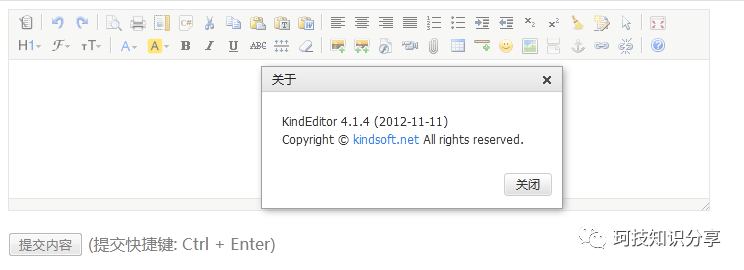 H1 ℱ тT A A B I U ABC
关于
KindEditor 4.1.4 (2012-11-11)
Copyright © kindsoft.net All rights reserved.
关闭
提交内容 (提交快捷键: Ctrl + Enter)
珂技知识分享